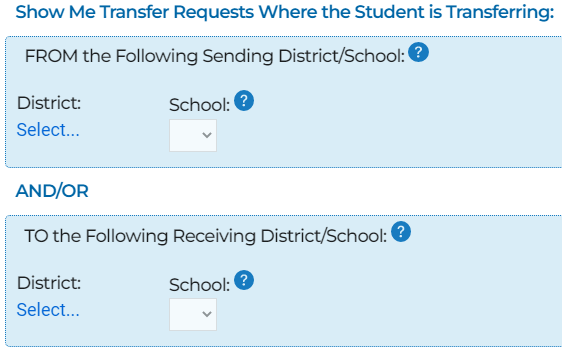 Show Me Transfer Requests Where the Student is Transferring:
FROM the Following Sending District/School: ?
District: School: ?
Select...
AND/OR
TO the Following Receiving District/School: ?
District: School: ?
Select...